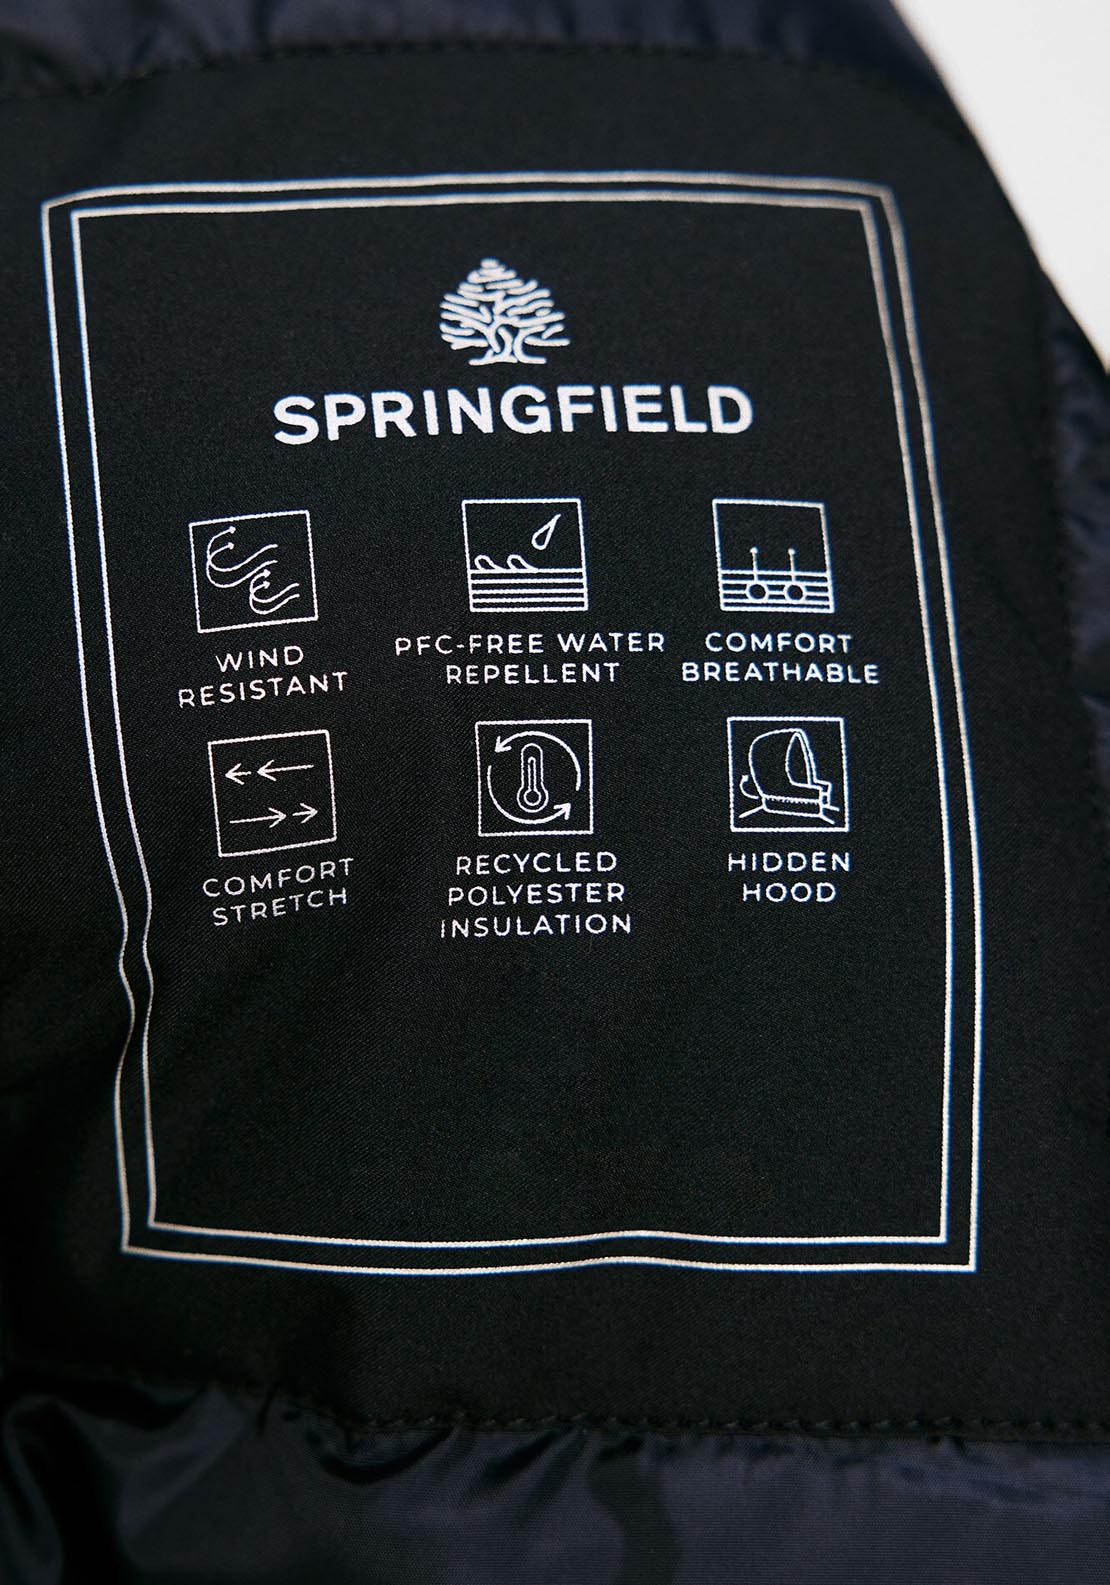 SPRINGFIELD
WIND
RESISTANT
PFC-FREE WATER
REPELLENT
COMFORT
BREATHABLE
COMFORT
STRETCH
RECYCLED
POLYESTER
INSULATION
HIDDEN
HOOD